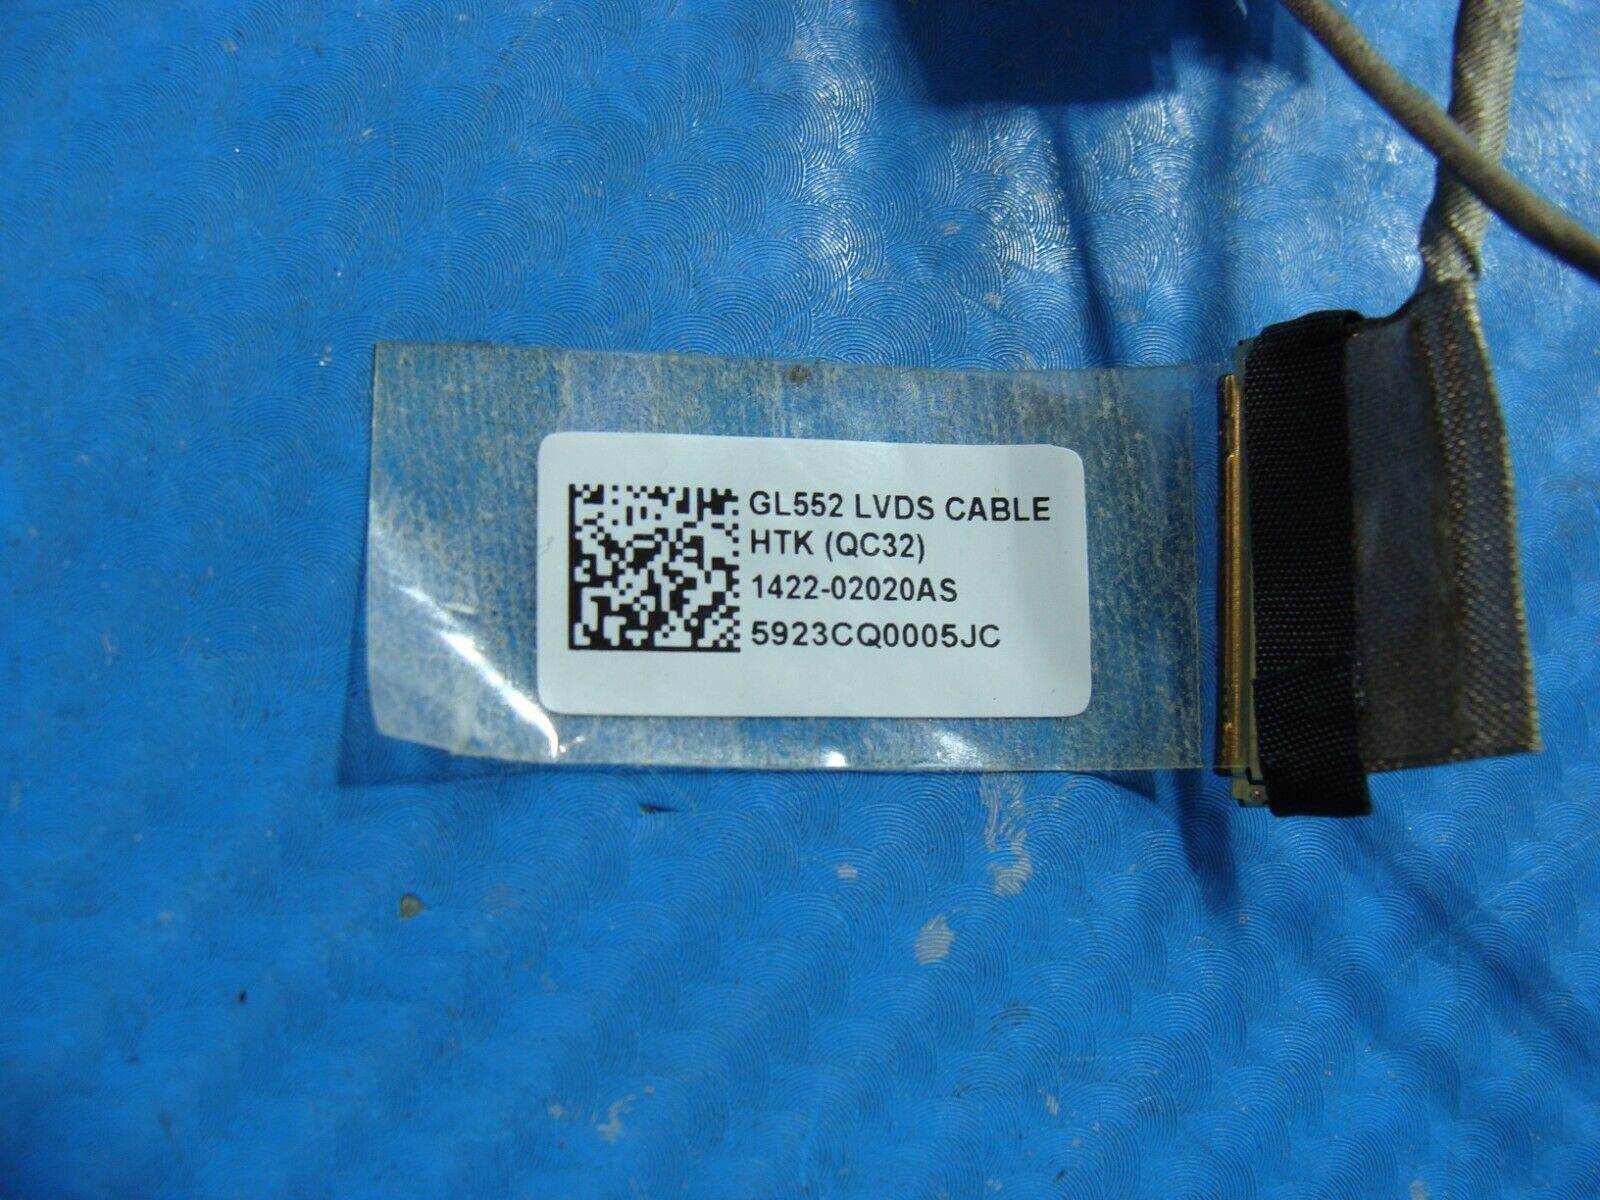 GL552 LVDS CABLE
HTK (QC32)
1422-02020AS
5923CQ0005JC